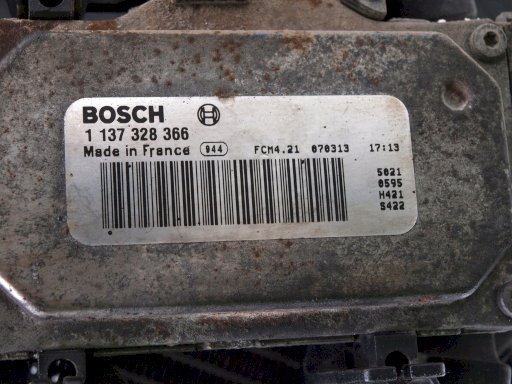 BOSCH
1 137 328 366
Made in France 944 FCM4.21 070313 17:13
5021
0595
H421
S422